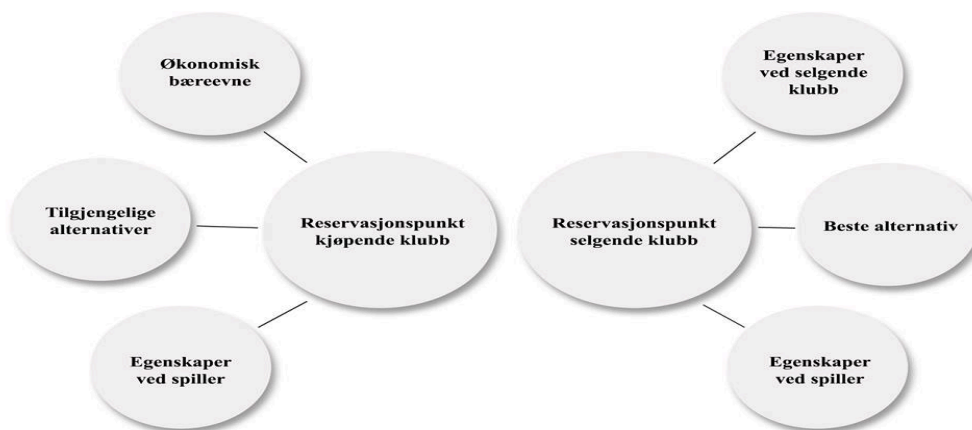 Økonomisk
bæreevne
Tilgjengelige
alternativer
Reservasjonspunkt
kjøpende klubb
Egenskaper
ved spiller
Egenskaper
ved selgende
klubb
Reservasjonspunkt
selgende klubb
Beste alternativ
Egenskaper
ved spiller